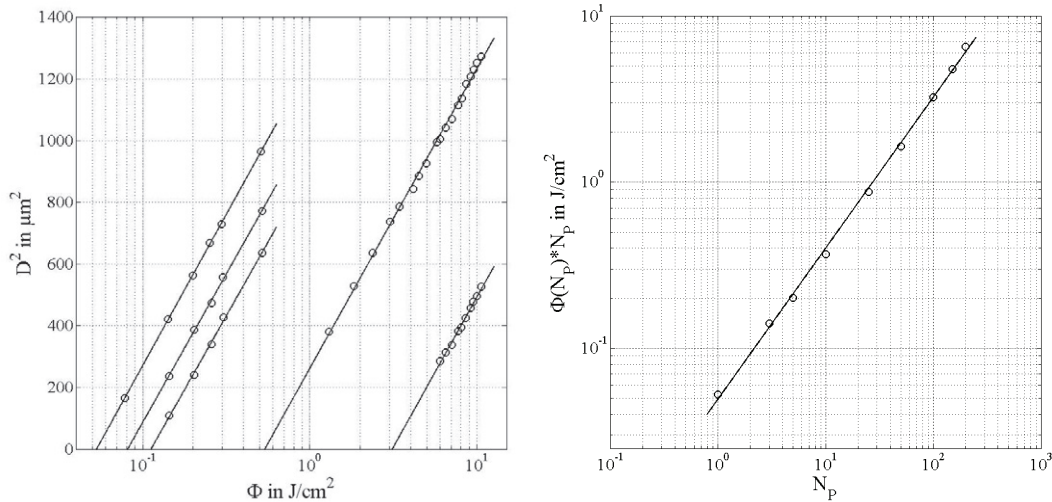 1400
1200
1000
800
600
400
200
0
D² in µm²
10⁻¹ 10⁰ 10¹
Φ in J/cm²
10¹
10⁰
10⁻¹
Φ(N_P)*N_P in J/cm²
10⁻¹ 10⁰ 10¹ 10² 10³
N_P